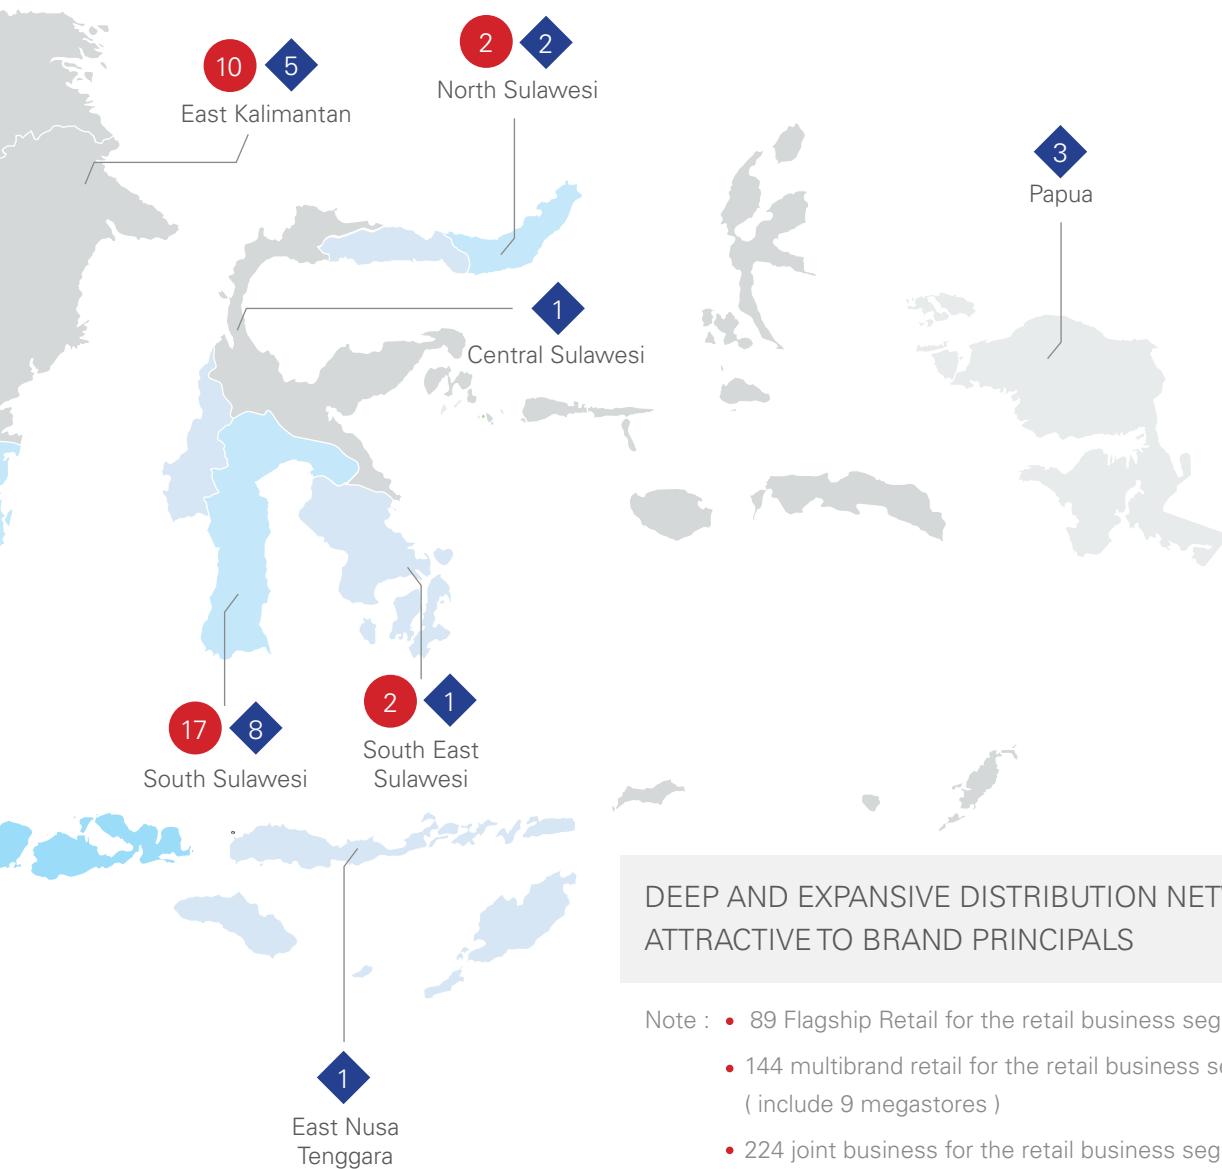 10 5
East Kalimantan
2 2
North Sulawesi
3
Papua
1
Central Sulawesi
17 8
South Sulawesi
2 1
South East
Sulawesi
1
East Nusa
Tenggara
DEEP AND EXPANSIVE DISTRIBUTION
ATTRACTIVE TO BRAND PRINCIPALS
Note : • 89 Flagship Retail for the retail business
• 144 multibrand retail for the retail business
( include 9 megastores )
• 224 joint business for the retail business